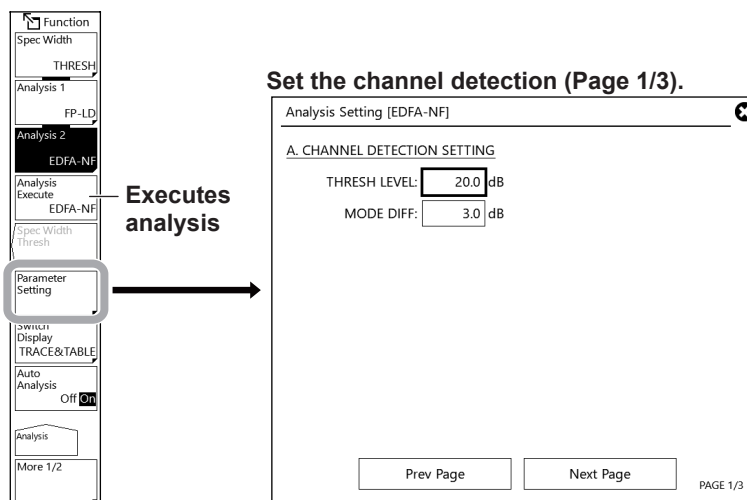 Function
Spec Width
THRESH
Analysis 1
FP-LD
Analysis 2
EDFA-NF
Analysis
Execute
EDFA-NF
Executes
analysis
Spec Width
Thresh
Parameter
Setting
Switch
Display
TRACE&TABLE
Auto
Analysis
Off On
Analysis
More 1/2
Set the channel detection (Page 1/3).
Analysis Setting [EDFA-NF]
A. CHANNEL DETECTION SETTING
THRESH LEVEL: 20.0 dB
MODE DIFF: 3.0 dB
Prev Page Next Page PAGE 1/3